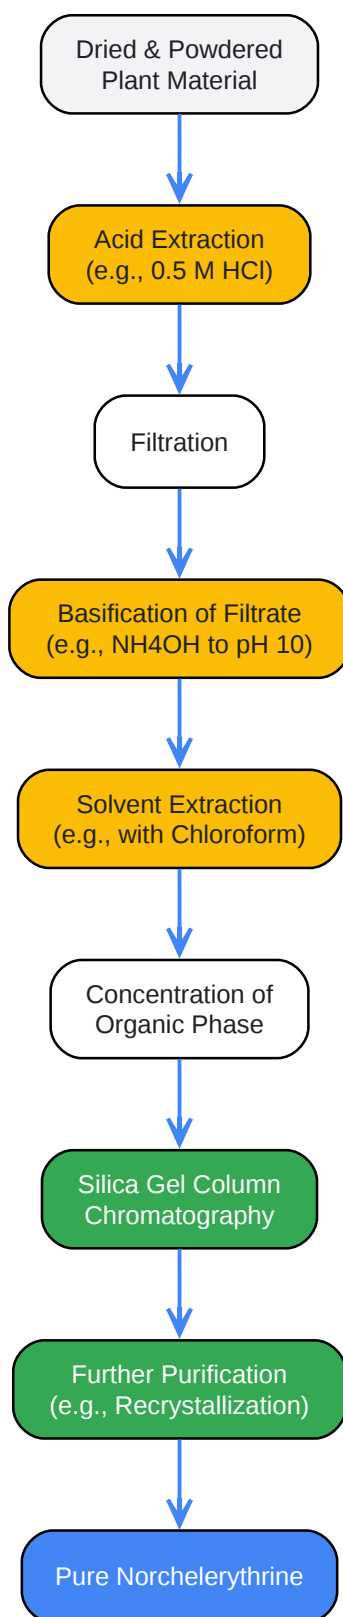 Dried & Powdered
Plant Material
Acid Extraction
(e.g., 0.5 M HCl)
Filtration
Basification of Filtrate
(e.g., NH4OH to pH 10)
Solvent Extraction
(e.g., with Chloroform)
Concentration of
Organic Phase
Silica Gel Column
Chromatography
Further Purification
(e.g., Recrystallization)
Pure Norchelerythrine